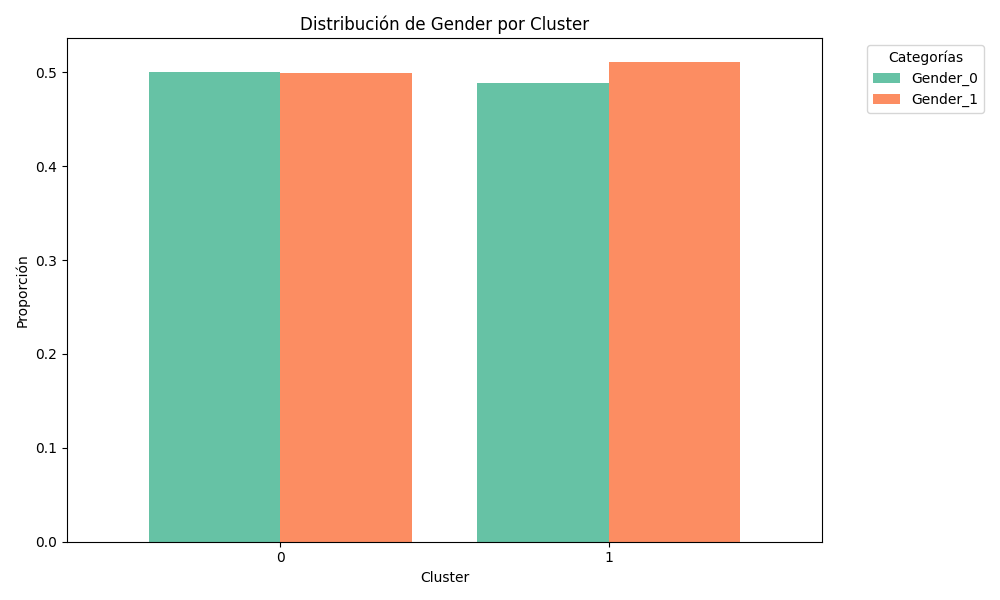 Distribución de Gender por Cluster
Categorías
Gender_0
Gender_1
Proporción
0.5
0.4
0.3
0.2
0.1
0.0
0
1
Cluster